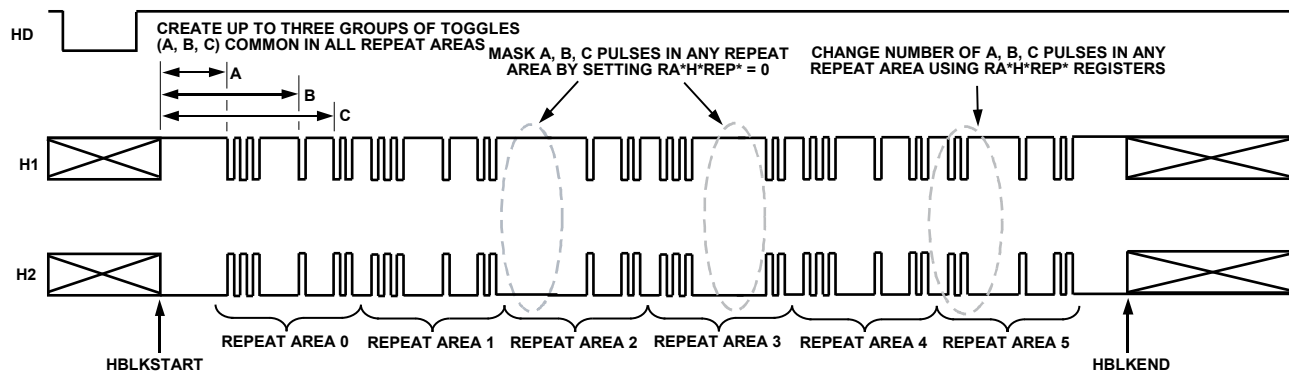 HD
CREATE UP TO THREE GROUPS OF TOGGLES
(A, B, C) COMMON IN ALL REPEAT AREAS
MASK A, B, C PULSES IN ANY REPEAT
AREA BY SETTING RA*H*REP* = 0
CHANGE NUMBER OF A, B, C PULSES IN ANY
REPEAT AREA USING RA*H*REP* REGISTERS
A
B
C
H1
H2
REPEAT AREA 0
REPEAT AREA 1
REPEAT AREA 2
REPEAT AREA 3
REPEAT AREA 4
REPEAT AREA 5
HBLKSTART
HBLKEND